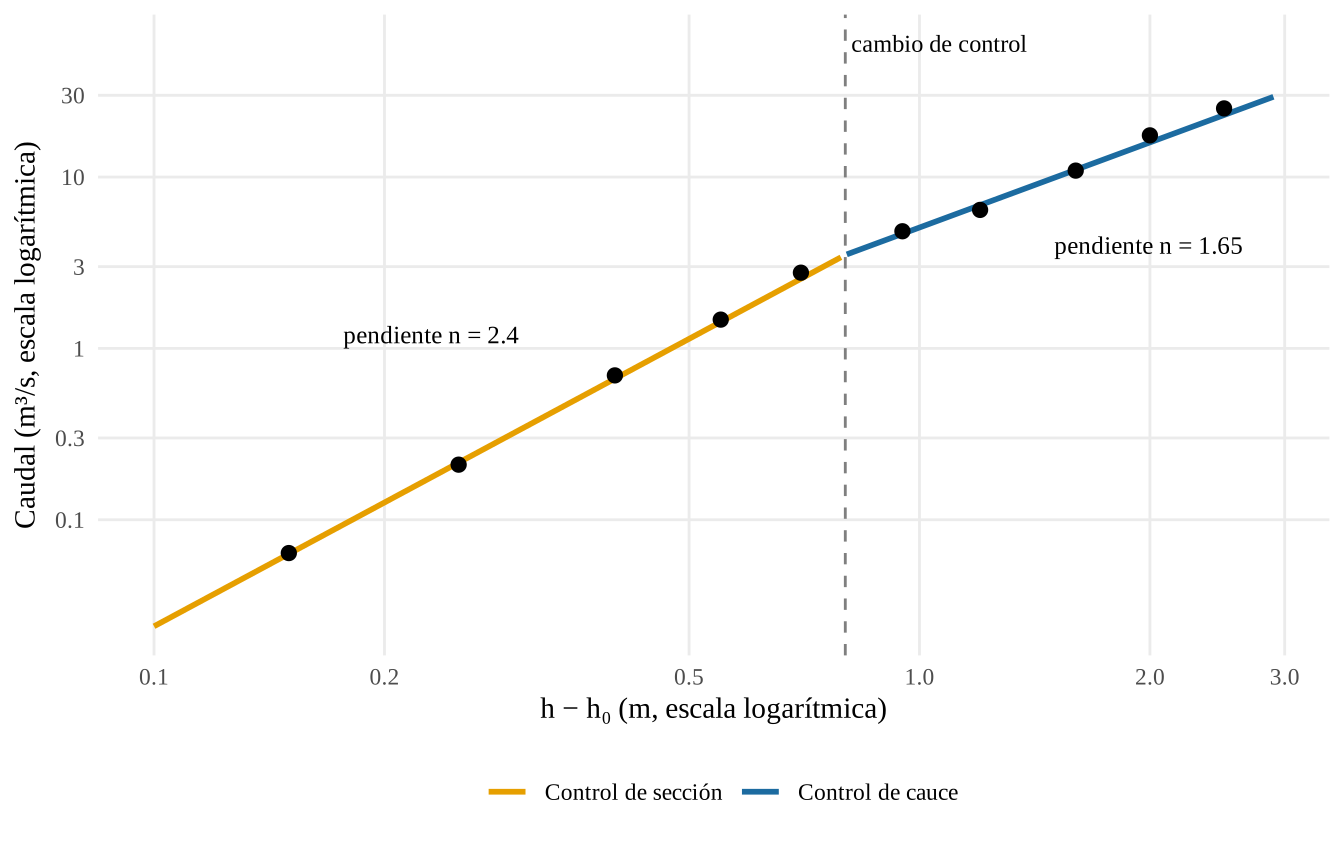 cambio de control
30
10
3
1
0.3
0.1
Caudal (m³/s, escala logarítmica)
pendiente n = 2.4
pendiente n = 1.65
0.1 0.2 0.5 1.0 2.0 3.0
h − h₀ (m, escala logarítmica)
Control de sección Control de cauce